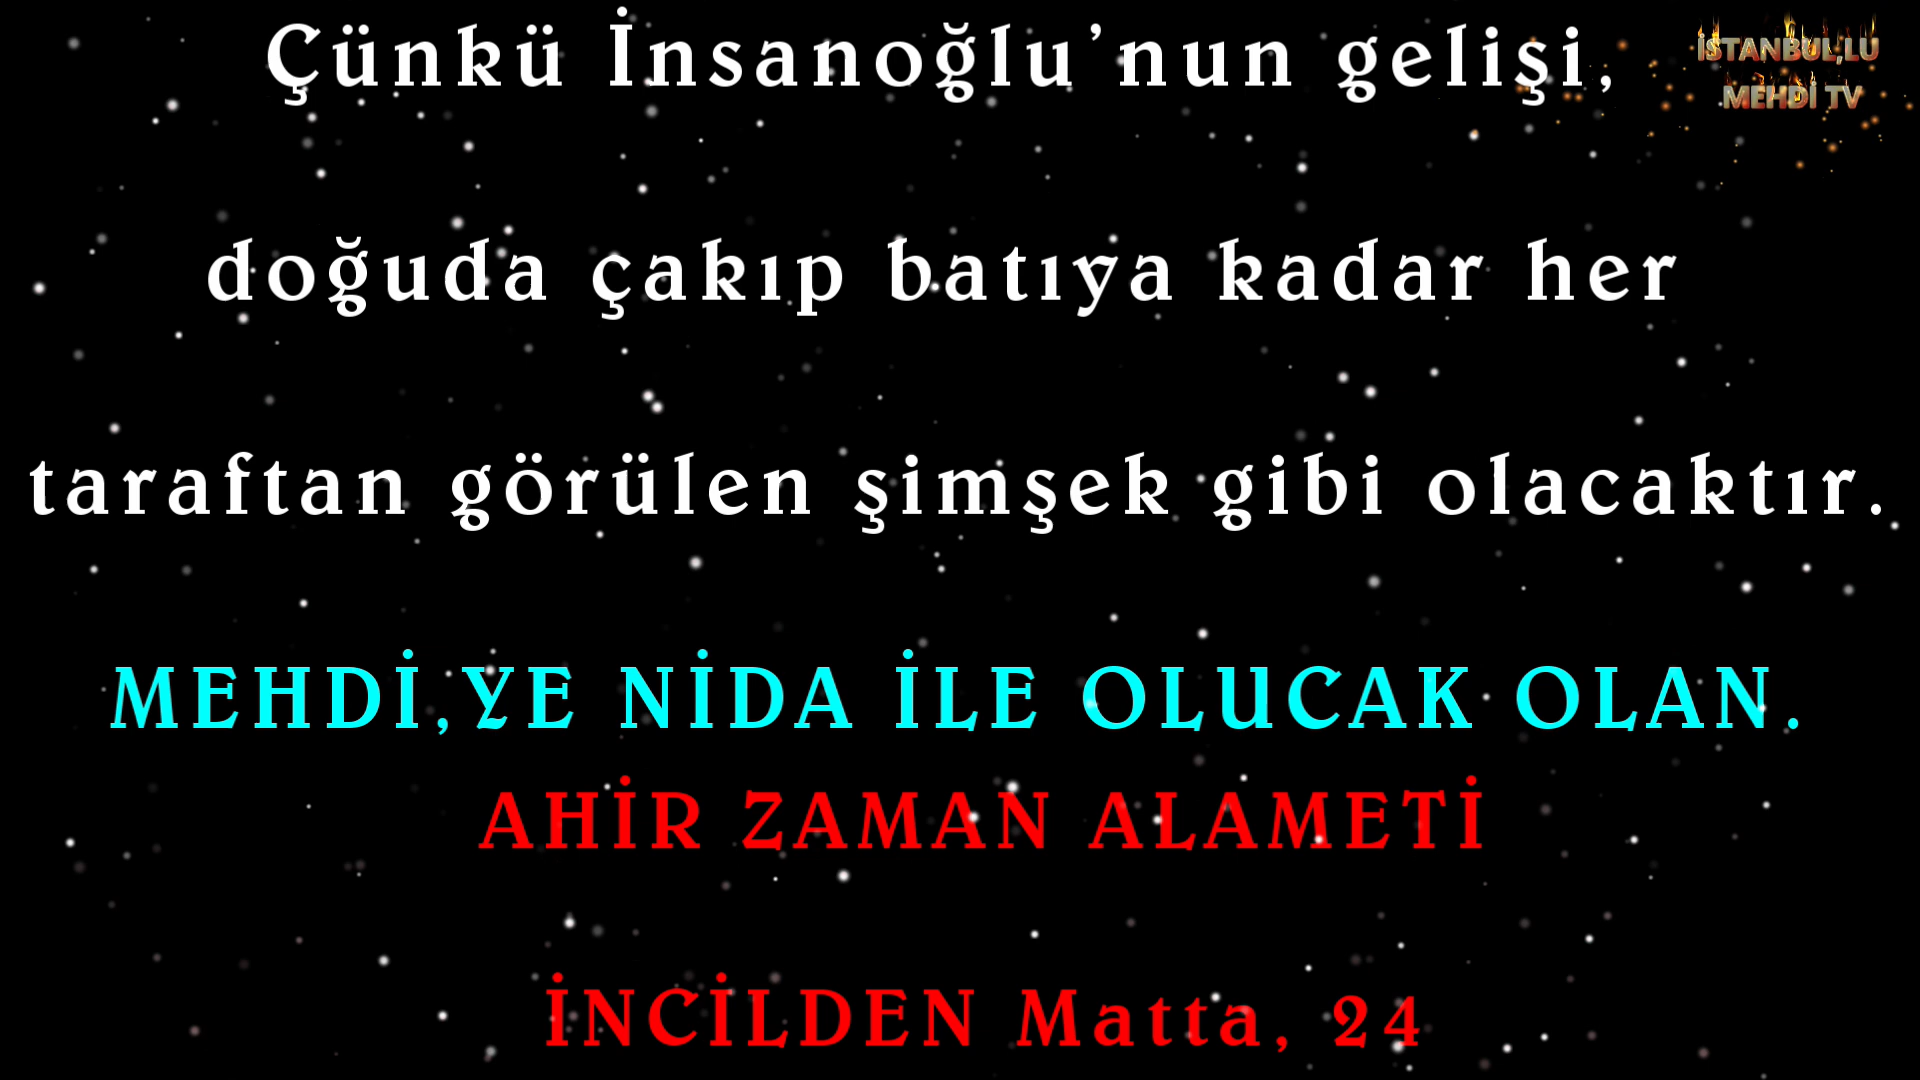 Çünkü İnsanoğlu’nun gelişi,
İSTANBUL,LU
MEHDİ TV
doğuda çakıp batıya kadar her
taraftan görülen şimşek gibi olacaktır.
MEHDİ,YE NİDA İLE OLUCAK OLAN.
AHİR ZAMAN ALAMETİ
İNCİLDEN Matta, 24